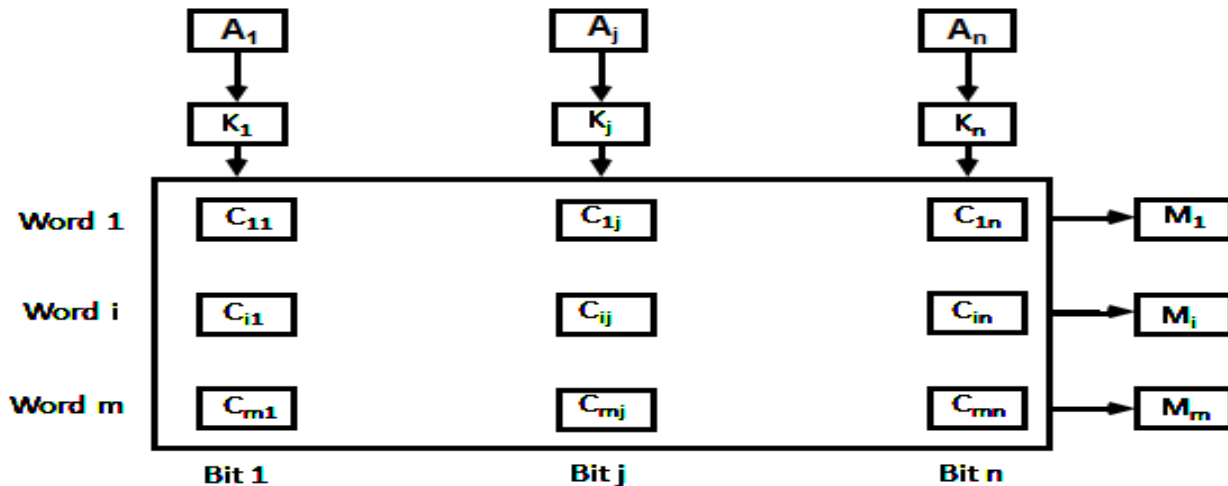 A₁ Aⱼ Aₙ
K₁ Kⱼ Kₙ
Word 1 C₁₁ C₁ⱼ C₁ₙ M₁
Word i Cᵢ₁ Cᵢⱼ Cᵢₙ Mᵢ
Word m Cₘ₁ Cₘⱼ Cₘₙ Mₘ
Bit 1 Bit j Bit n